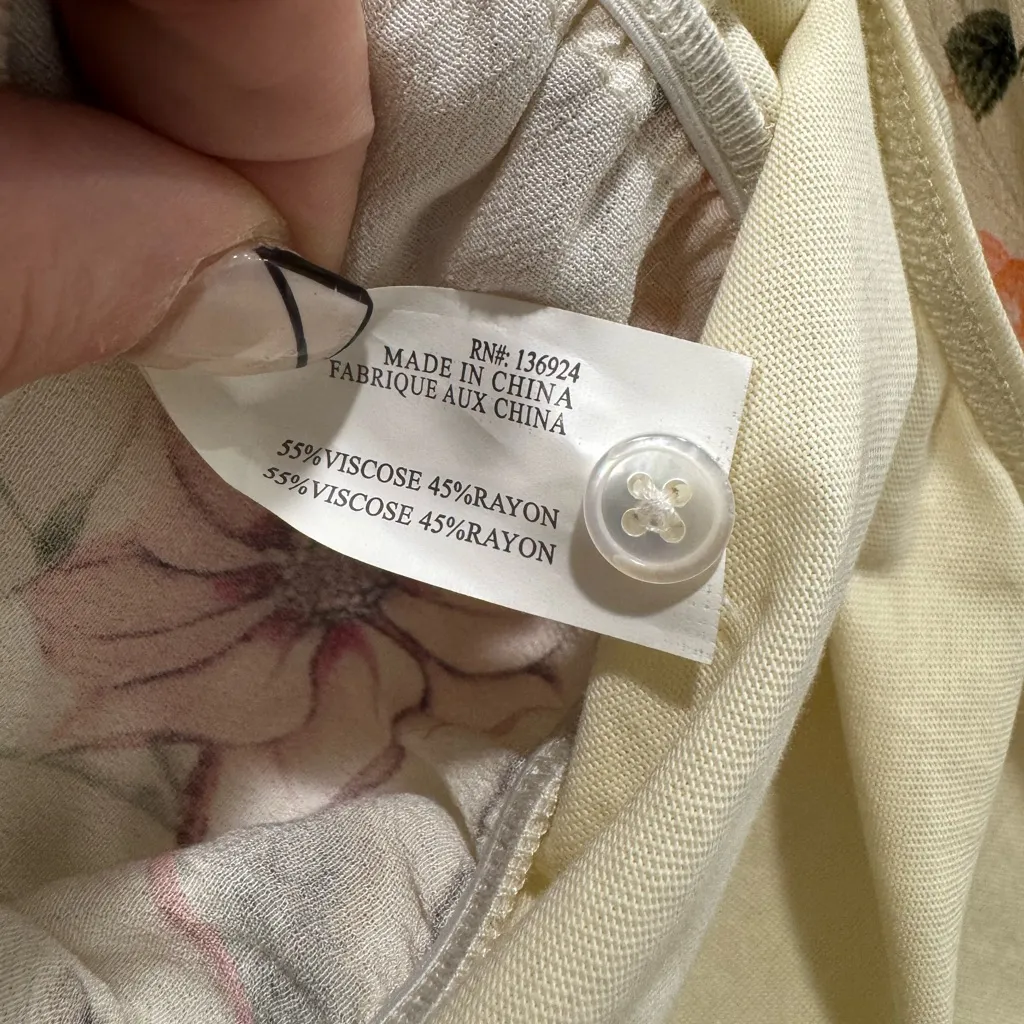 RN#: 136924
MADE IN CHINA
FABRIQUE AUX CHINA
55%VISCOSE 45%RAYON
55%VISCOSE 45%RAYON